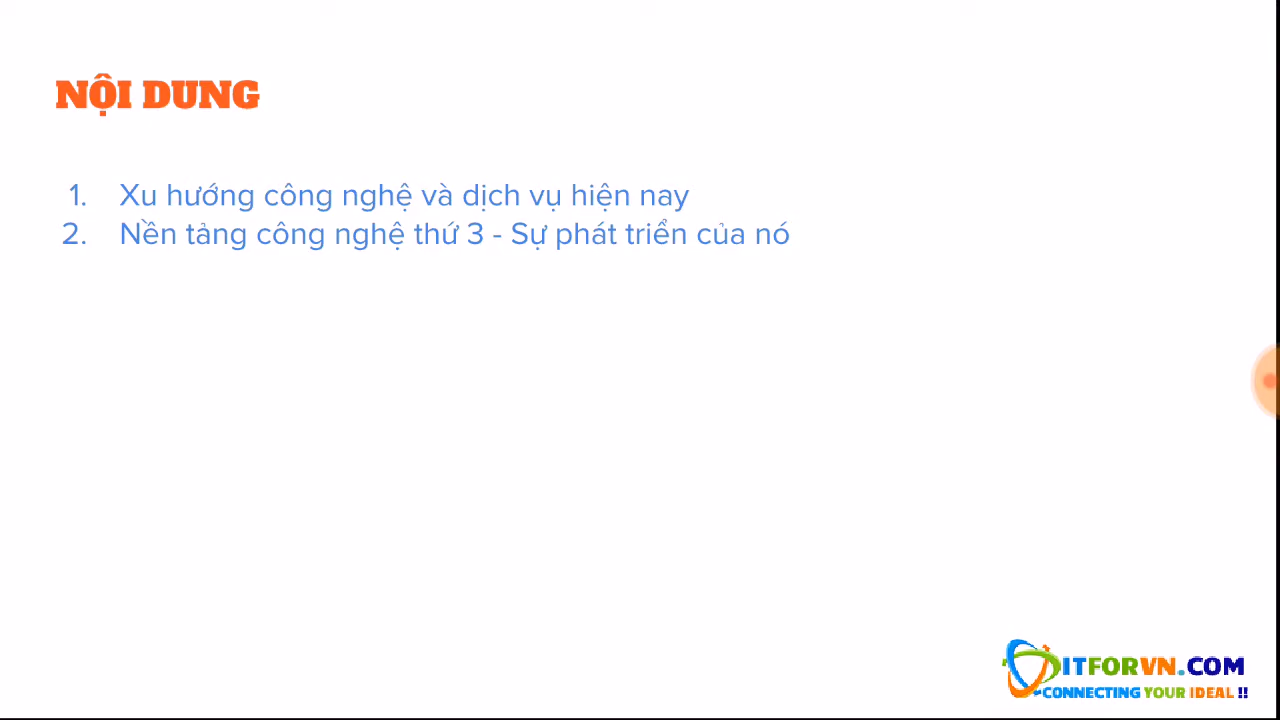 NỘI DUNG
1. Xu hướng công nghệ và dịch vụ hiện nay
2. Nền tảng công nghệ thứ 3 - Sự phát triển của nó
ITFORVN.COM
CONNECTING YOUR IDEAL !!